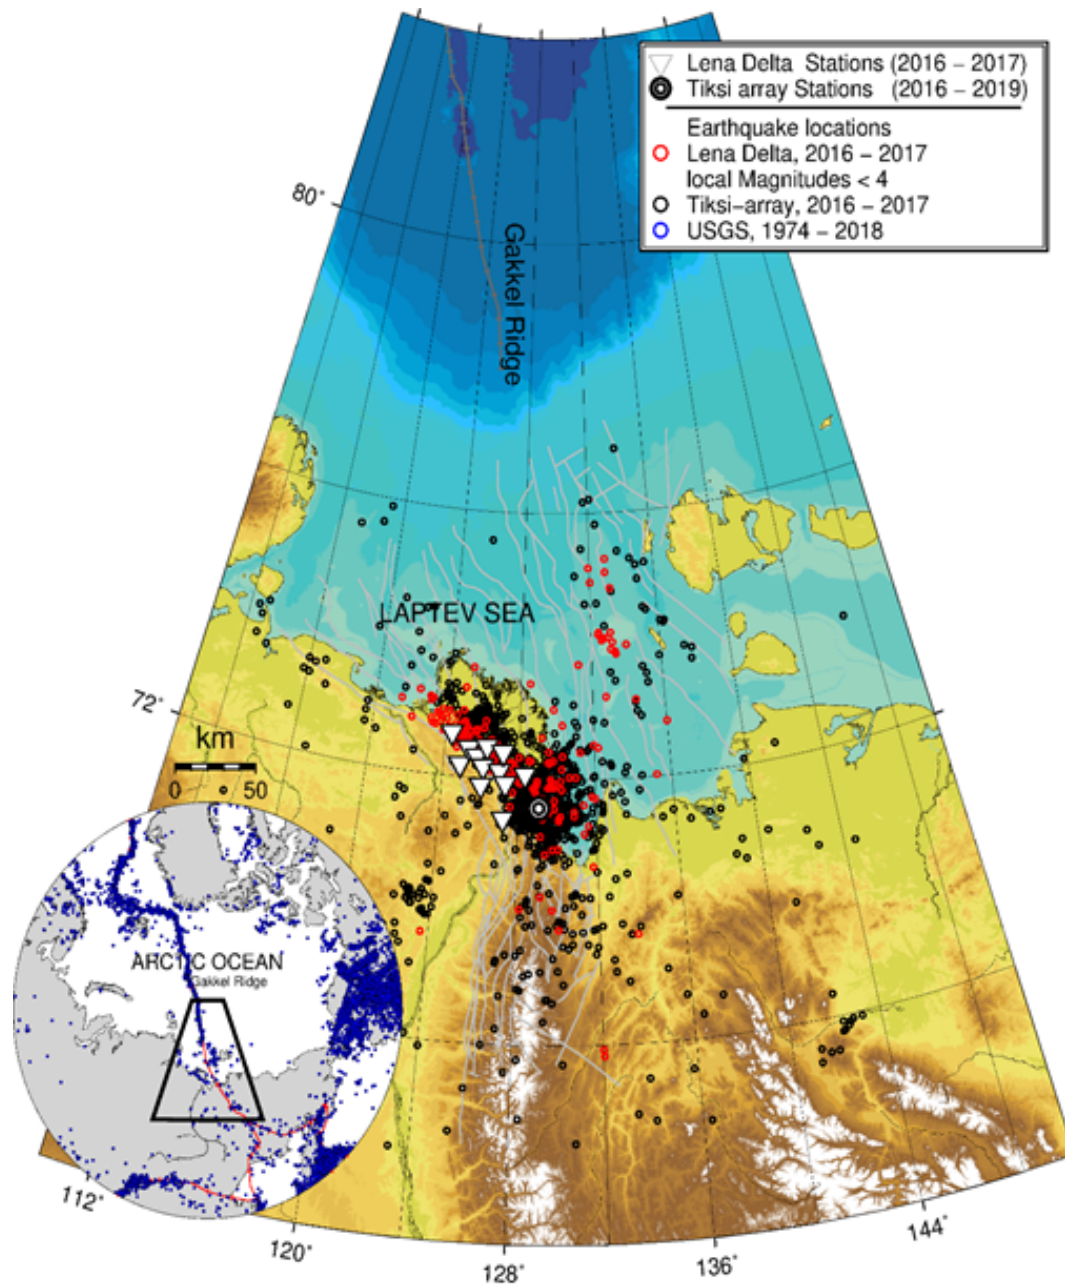 Lena Delta Stations (2016 – 2017)
Tiksi array Stations (2016 – 2019)
Earthquake locations
Lena Delta, 2016 – 2017
local Magnitudes < 4
Tiksi–array, 2016 – 2017
USGS, 1974 – 2018
80°
Gakkel Ridge
LAPTEV SEA
72°
km
0 50
ARCTIC OCEAN
Gakkel Ridge
112°
120°
128°
136°
144°